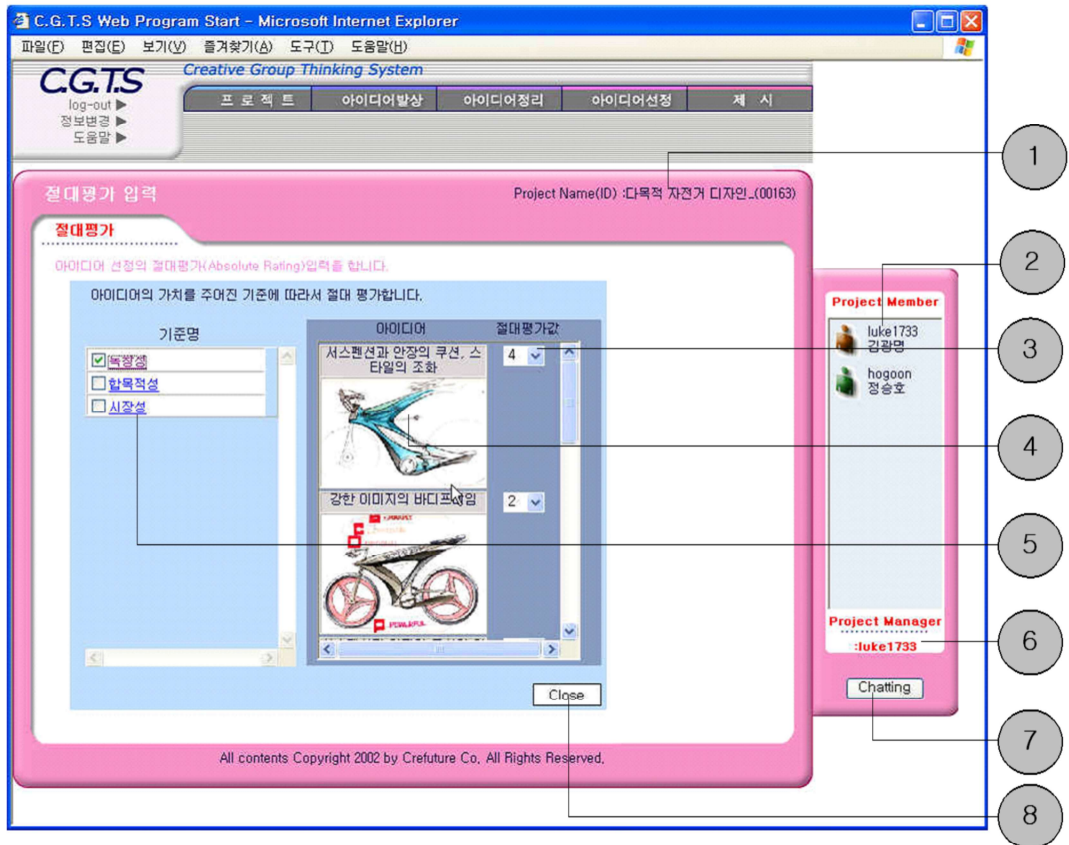 C.G.T.S Web Program Start - Microsoft Internet Explorer
파일(F) 편집(E) 보기(V) 즐겨찾기(A) 도구(T) 도움말(H)
C.G.T.S
Creative Group Thinking System
log-out ▶
정보변경 ▶
도움말 ▶
프 로 젝 트 아이디어발상 아이디어정리 아이디어선정 제 시
1
절대평가 입력
Project Name(ID) :다목적 자전거 디자인_(00163)
절대평가
아이디어 선정의 절대평가(Absolute Rating)입력을 합니다.
아이디어의 가치를 주어진 기준에 따라서 절대 평가합니다.
기준명
독창성
합목적성
시장성
아이디어 절대평가값
서스펜션과 안장의 쿠션, 스
타일의 조화
4
강한 이미지의 바디프레임
2
POWERFUL
Close
2
Project Member
luke1733
김광명
hogoon
정승호
3
4
5
Project Manager
:luke1733
6
Chatting
7
8
All contents Copyright 2002 by Crefuture Co, All Rights Reserved,